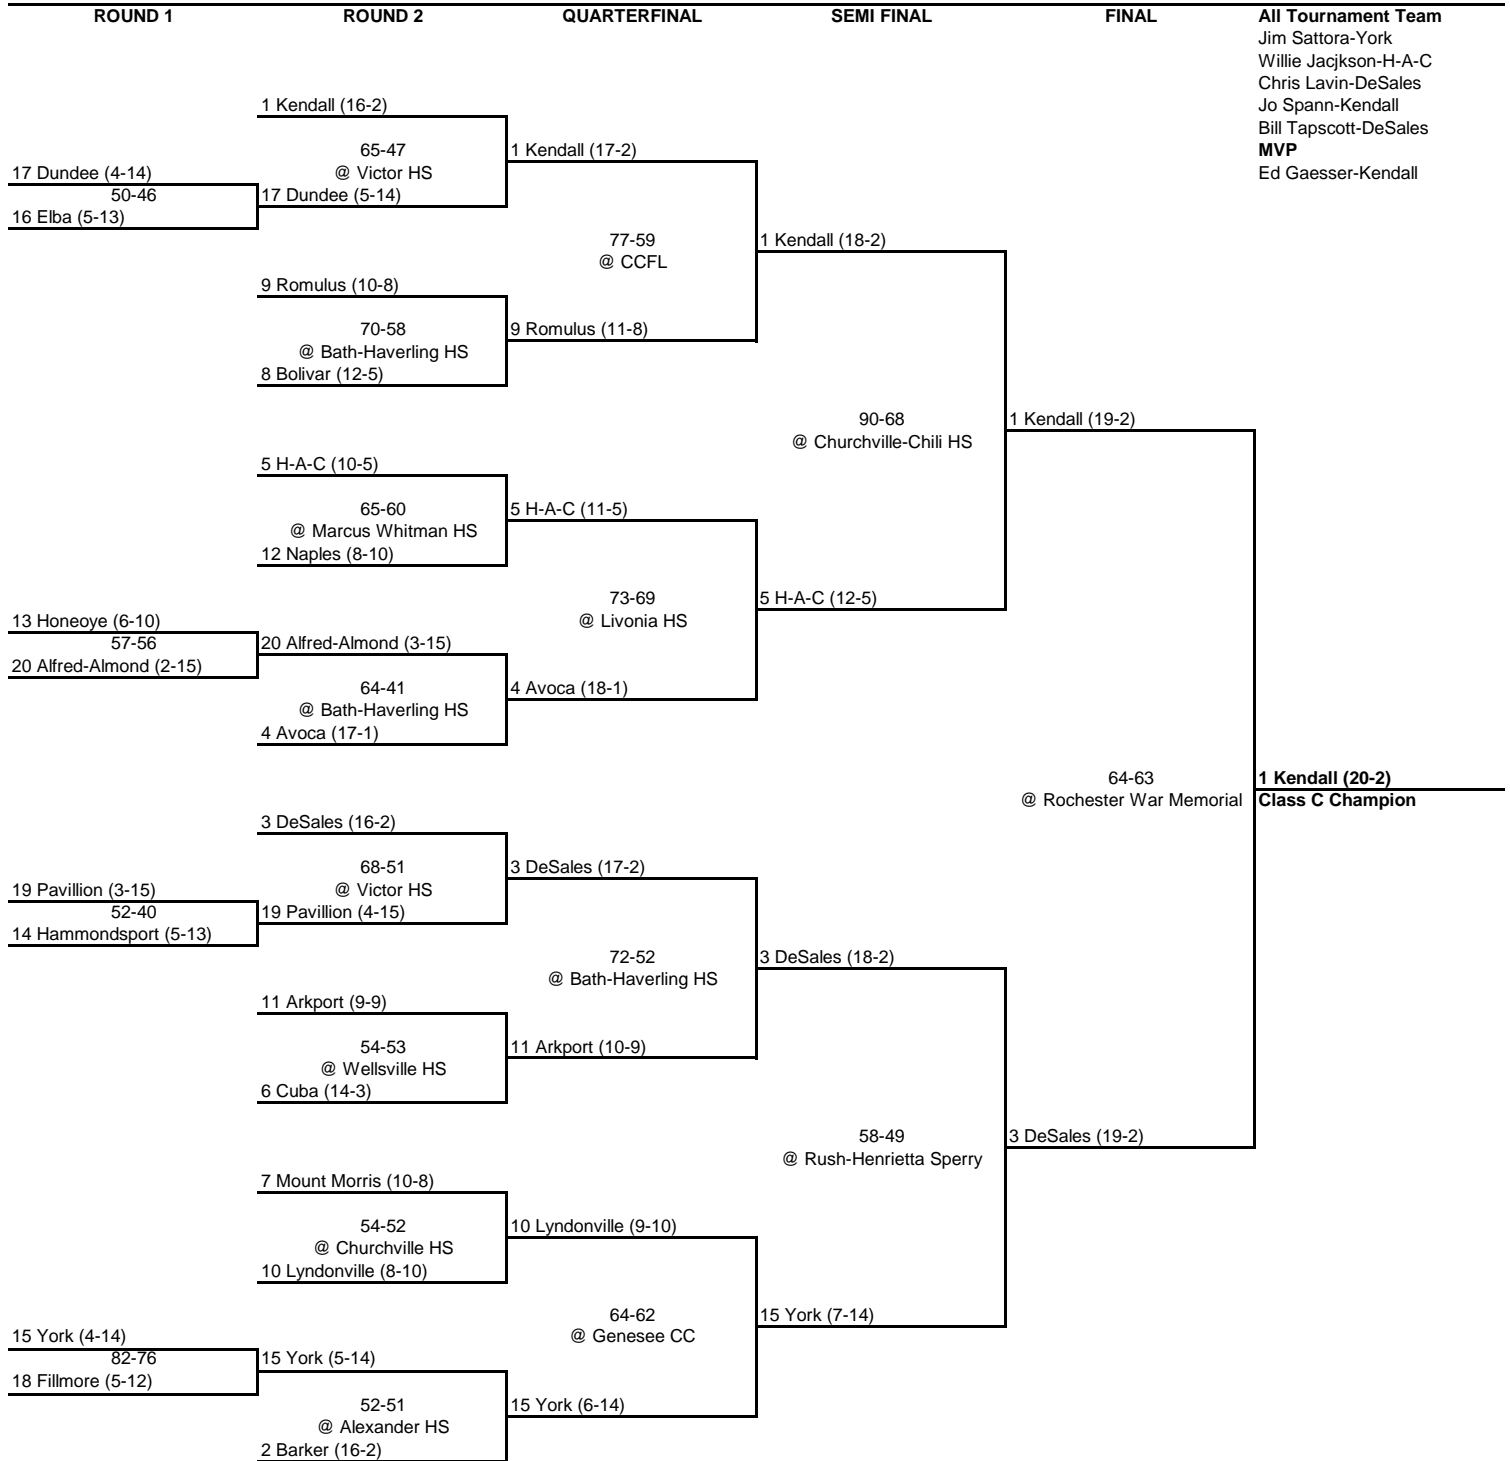 ROUND 1 ROUND 2 QUARTERFINAL SEMI FINAL FINAL All Tournament Team
Jim Sattora-York
Willie Jacjkson-H-A-C
Chris Lavin-DeSales
Jo Spann-Kendall
Bill Tapscott-DeSales
MVP
Ed Gaesser-Kendall
1 Kendall (16-2)
65-47
@ Victor HS
1 Kendall (17-2)
17 Dundee (4-14)
50-46
16 Elba (5-13)
17 Dundee (5-14)
77-59
@ CCFL
1 Kendall (18-2)
9 Romulus (10-8)
70-58
@ Bath-Haverling HS
8 Bolivar (12-5)
9 Romulus (11-8)
90-68
@ Churchville-Chili HS
1 Kendall (19-2)
5 H-A-C (10-5)
65-60
@ Marcus Whitman HS
12 Naples (8-10)
5 H-A-C (11-5)
73-69
@ Livonia HS
5 H-A-C (12-5)
13 Honeoye (6-10)
57-56
20 Alfred-Almond (2-15)
20 Alfred-Almond (3-15)
64-41
@ Bath-Haverling HS
4 Avoca (17-1)
4 Avoca (18-1)
64-63
@ Rochester War Memorial
1 Kendall (20-2)
Class C Champion
3 DeSales (16-2)
68-51
@ Victor HS
3 DeSales (17-2)
19 Pavillion (3-15)
52-40
14 Hammondsport (5-13)
19 Pavillion (4-15)
72-52
@ Bath-Haverling HS
3 DeSales (18-2)
11 Arkport (9-9)
54-53
@ Wellsville HS
6 Cuba (14-3)
11 Arkport (10-9)
58-49
@ Rush-Henrietta Sperry
3 DeSales (19-2)
7 Mount Morris (10-8)
54-52
@ Churchville HS
10 Lyndonville (8-10)
10 Lyndonville (9-10)
64-62
@ Genesee CC
15 York (7-14)
15 York (4-14)
82-76
18 Fillmore (5-12)
15 York (5-14)
52-51
@ Alexander HS
2 Barker (16-2)
15 York (6-14)